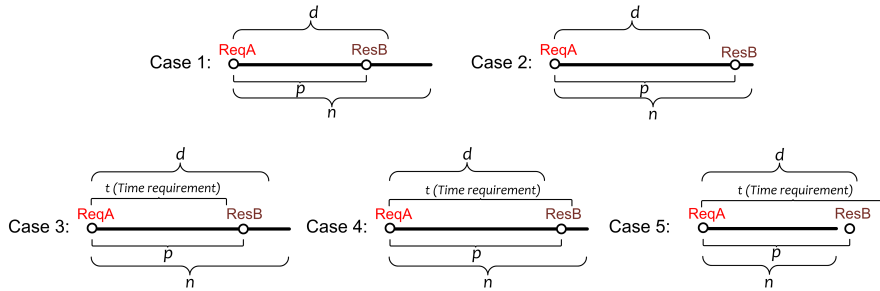 d
d
ReqA
ResB
ReqA
ResB
Case 1:
Case 2:
p
p
n
n
d
d
d
t (Time requirement)
t (Time requirement)
t (Time requirement)
ReqA
ResB
ReqA
ResB
ReqA
ResB
Case 3:
Case 4:
Case 5:
p
p
p
n
n
n